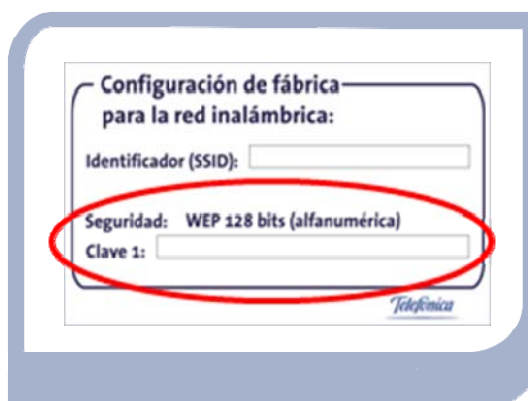 Configuración de fábrica
para la red inalámbrica:
Identificador (SSID):
Seguridad: WEP 128 bits (alfanumérica)
Clave 1:
Telefónica